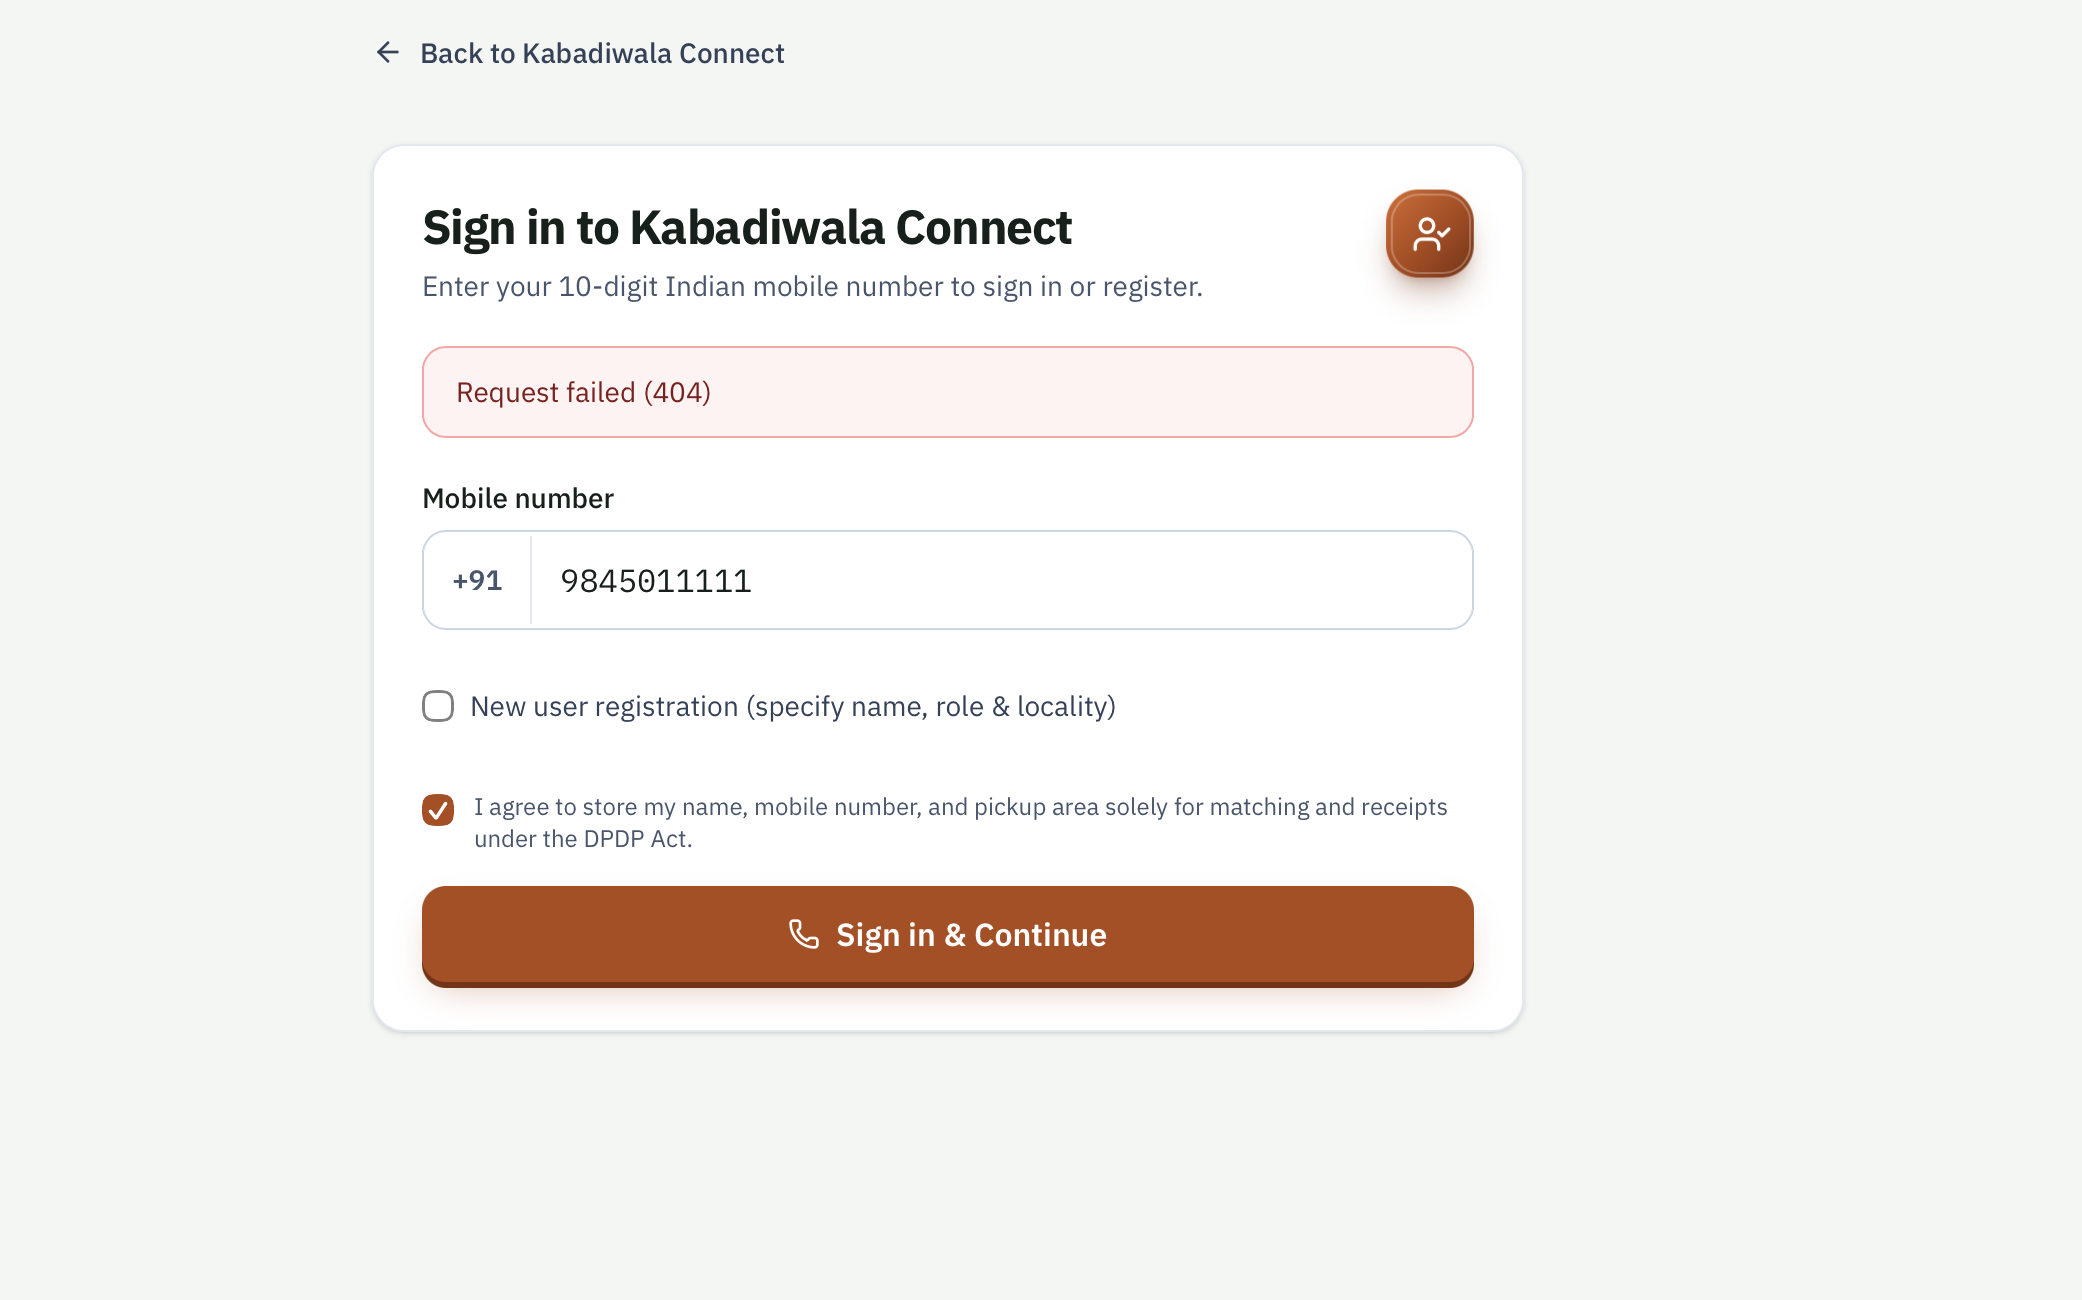 Back to Kabadiwala Connect
Sign in to Kabadiwala Connect
Enter your 10-digit Indian mobile number to sign in or register.
Request failed (404)
Mobile number
+91 9845011111
New user registration (specify name, role & locality)
I agree to store my name, mobile number, and pickup area solely for matching and receipts
under the DPDP Act.
Sign in & Continue